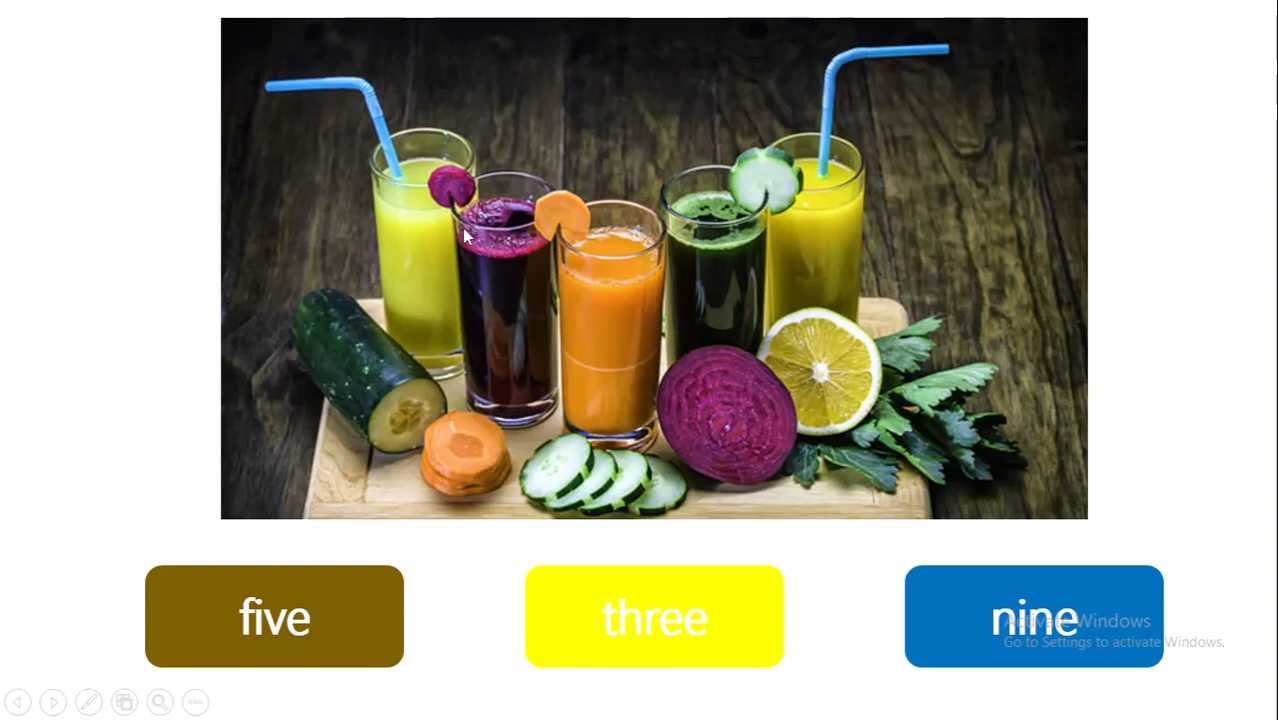 five
three
nine
Activate Windows
Go to Settings to activate Windows.